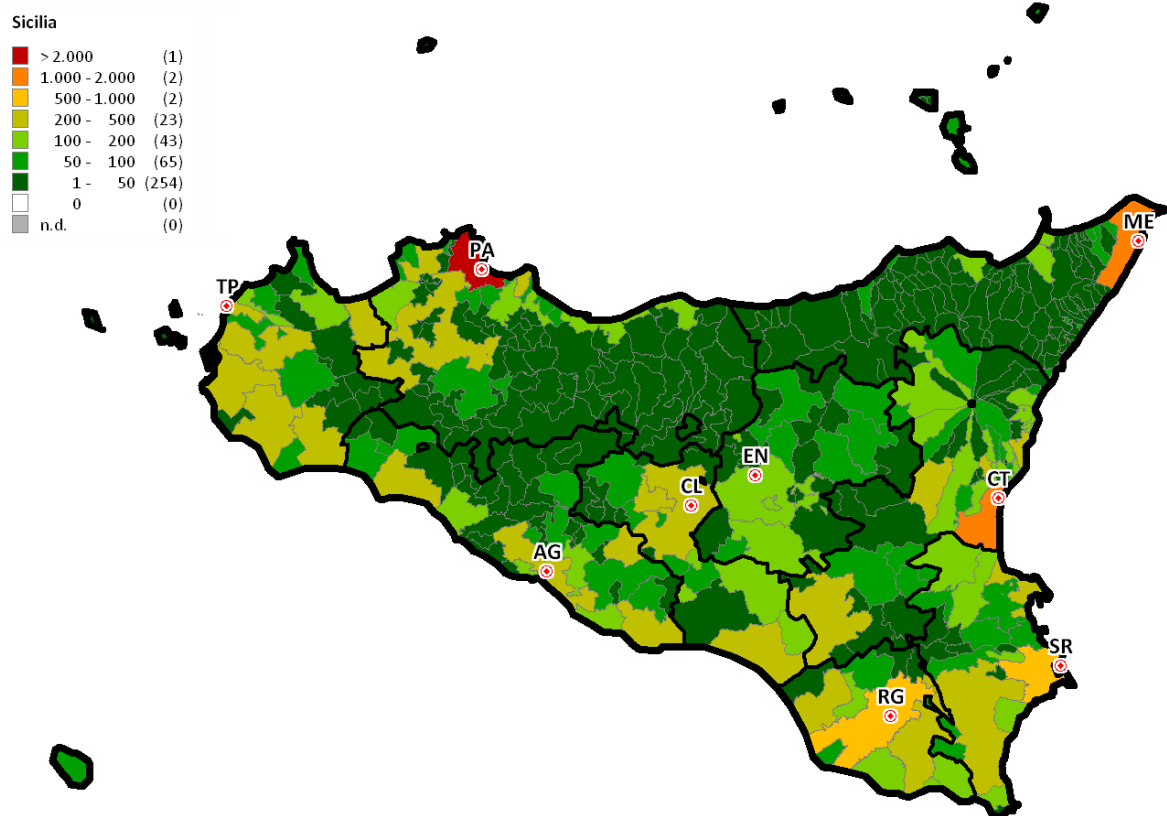 Sicilia
> 2.000 (1)
1.000 - 2.000 (2)
500 - 1.000 (2)
200 - 500 (23)
100 - 200 (43)
50 - 100 (65)
1 - 50 (254)
0 (0)
n.d. (0)
ME
PA
TP
EN
CL
CT
AG
SR
RG